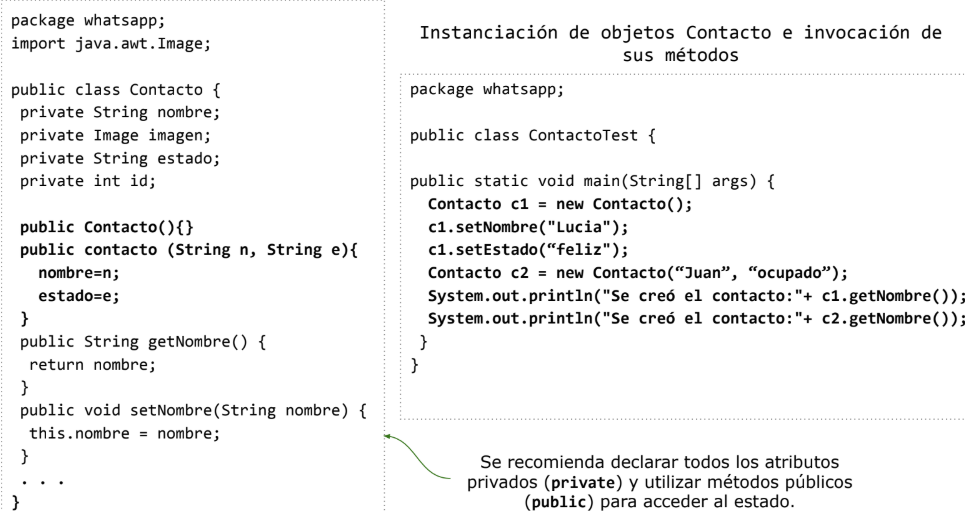 package whatsapp;
import java.awt.Image;
public class Contacto {
private String nombre;
private Image imagen;
private String estado;
private int id;
public Contacto(){}
public contacto (String n, String e){
nombre=n;
estado=e;
}
public String getNombre() {
return nombre;
}
public void setNombre(String nombre) {
this.nombre = nombre;
}
. . .
}
Instanciación de objetos Contacto e invocación de
sus métodos
package whatsapp;
public class ContactoTest {
public static void main(String[] args) {
Contacto c1 = new Contacto();
c1.setNombre("Lucia");
c1.setEstado(“feliz");
Contacto c2 = new Contacto(“Juan”, “ocupado”);
System.out.println("Se creó el contacto:"+ c1.getNombre());
System.out.println("Se creó el contacto:"+ c2.getNombre());
}
}
Se recomienda declarar todos los atributos
privados (private) y utilizar métodos públicos
(public) para acceder al estado.